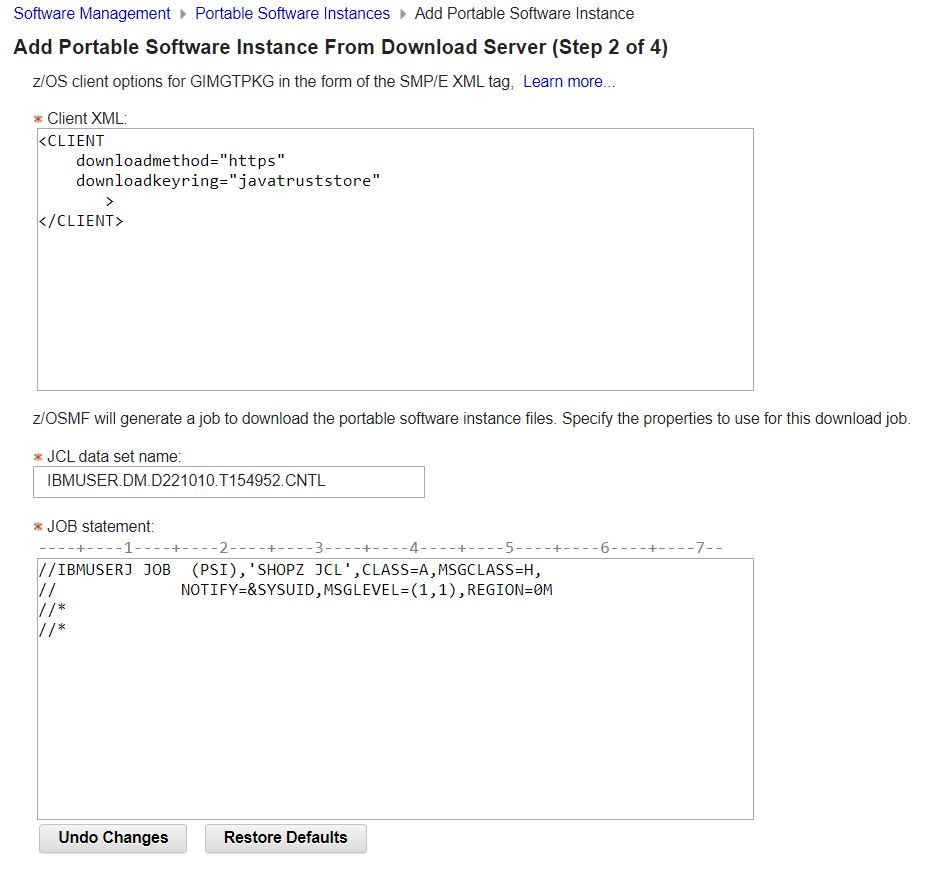 Software Management ▸ Portable Software Instances ▸ Add Portable Software Instance
Add Portable Software Instance From Download Server (Step 2 of 4)
z/OS client options for GIMGTPKG in the form of the SMP/E XML tag, Learn more...
* Client XML:
<CLIENT
    downloadmethod="https"
    downloadkeyring="javatruststore"
       >
</CLIENT>
z/OSMF will generate a job to download the portable software instance files. Specify the properties to use for this download job.
* JCL data set name:
IBMUSER.DM.D221010.T154952.CNTL
* JOB statement:
----+----1----+----2----+----3----+----4----+----5----+----6----+----7--
//IBMUSERJ JOB  (PSI),'SHOPZ JCL',CLASS=A,MSGCLASS=H,
//             NOTIFY=&SYSUID,MSGLEVEL=(1,1),REGION=0M
//*
//*
Undo Changes Restore Defaults